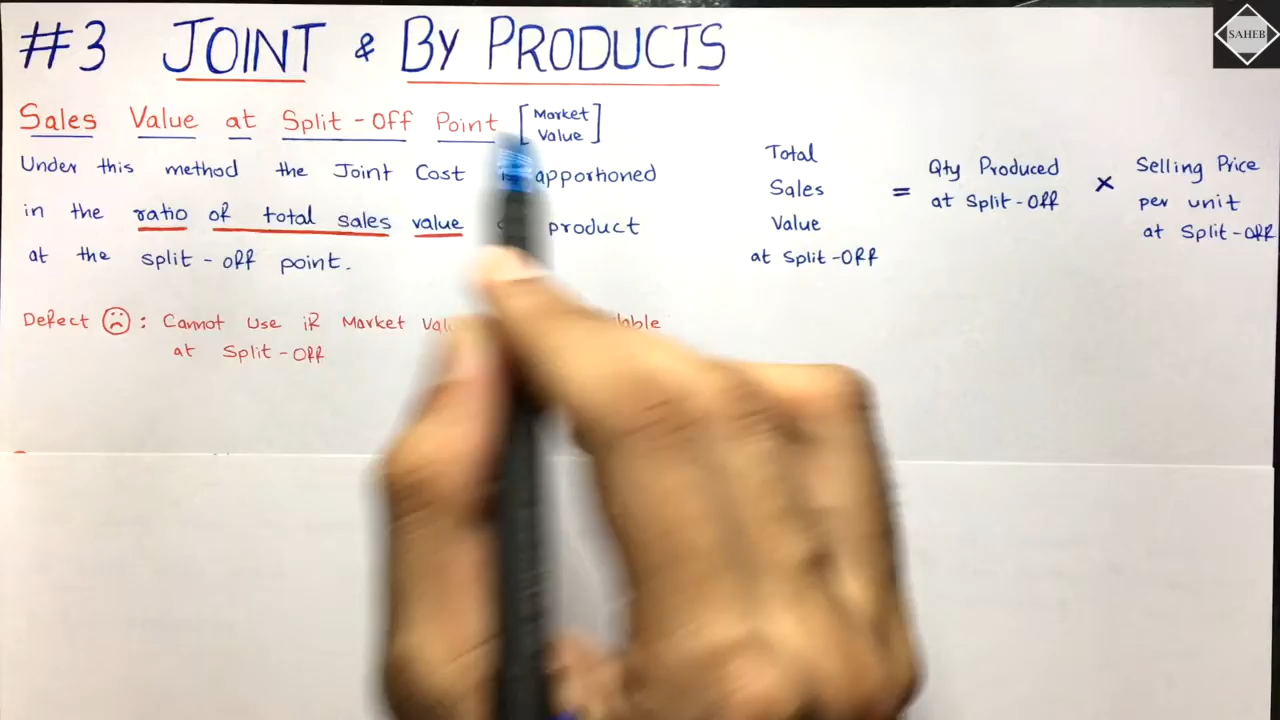 #3 JOINT & BY PRODUCTS
SAHEB
Sales Value at Split-Off Point [Market Value]
Under this method the Joint Cost apportioned
in the ratio of total sales value product
at the split-off point.
Defect ☹: Cannot Use if Market
at Split-Off
Total
Sales
Value
at Split-Off
=
Qty Produced
at Split-Off
×
Selling Price
per unit
at Split-Off